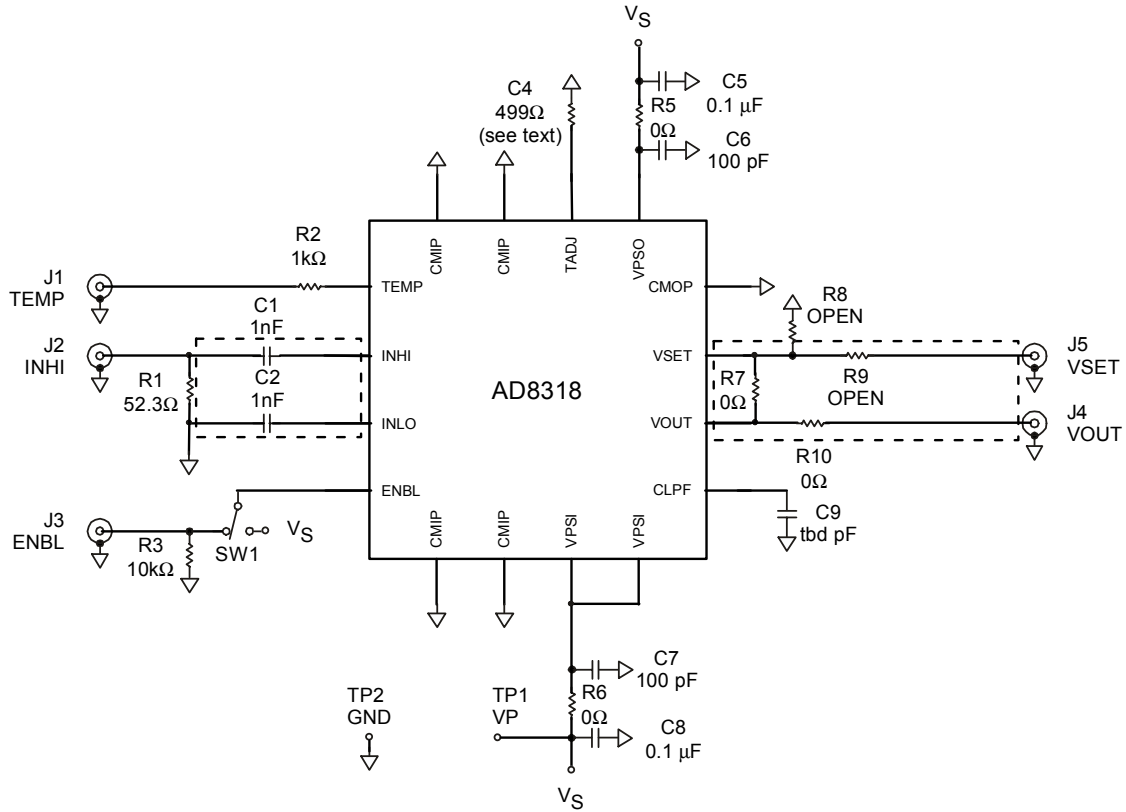 V_S
C4
499Ω
(see text)
C5
0.1 μF
R5
0Ω
C6
100 pF
CMIP
CMIP
TADJ
VPSO
R2
1kΩ
J1
TEMP
TEMP
CMOP
R8
OPEN
C1
1nF
J2
INHI
INHI
VSET
J5
VSET
R1
52.3Ω
C2
1nF
AD8318
R7
0Ω
R9
OPEN
INLO
VOUT
J4
VOUT
R10
0Ω
ENBL
CLPF
J3
ENBL
V_S
C9
tbd pF
R3
10kΩ
SW1
CMIP
CMIP
VPSI
VPSI
C7
100 pF
TP2
GND
TP1
VP
R6
0Ω
C8
0.1 μF
V_S